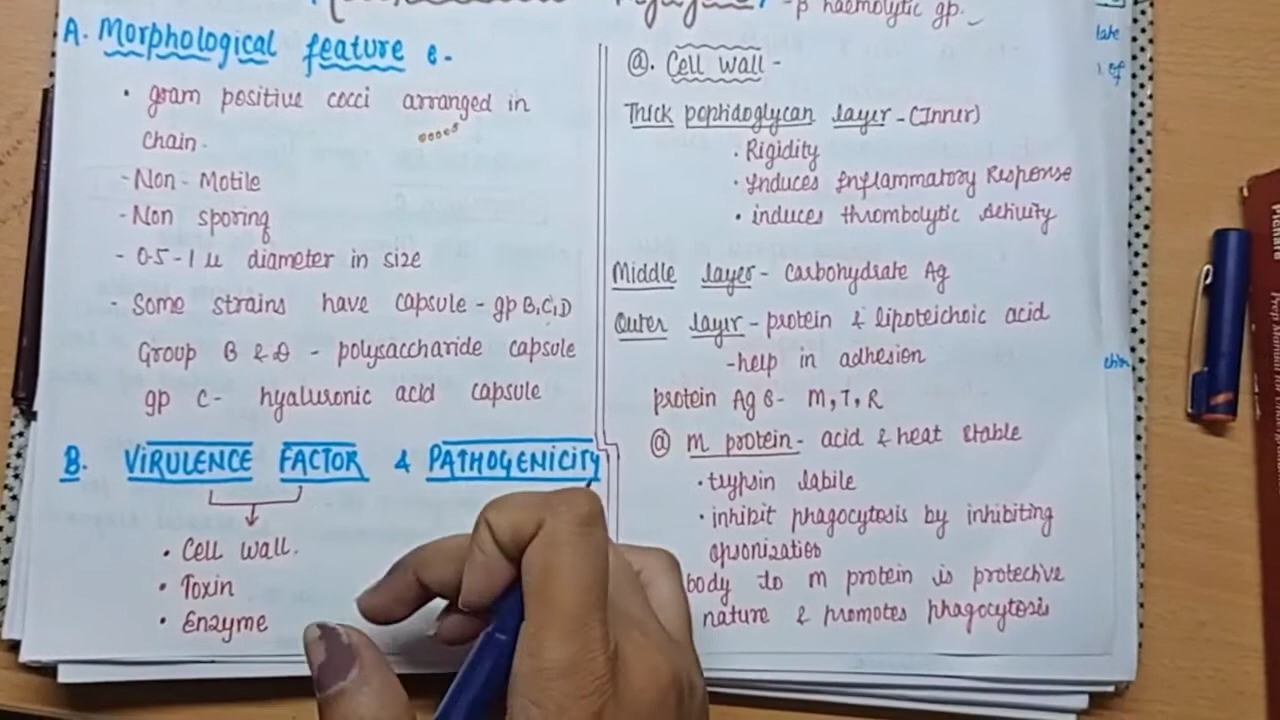 -β haemolytic gp.
A. Morphological feature :-
• gram positive cocci arranged in
chain.
- Non-Motile
- Non sporing
- 0.5-1 µ diameter in size
- Some strains have capsule - gp B,C,D
Group B & D - polysaccharide capsule
gp C- hyaluronic acid capsule
B. VIRULENCE FACTOR & PATHOGENICITY
• Cell wall.
• Toxin
• Enzyme
@. Cell wall -
Thick peptidoglycan layer - (Inner)
• Rigidity
• Induces Inflammatory Response
• induces thrombolytic Activity
Middle layer - carbohydrate Ag
Outer layer - protein & lipoteichoic acid
- help in adhesion
protein Ag :- M, T, R
@ M protein - acid & heat stable
• trypsin labile
• inhibit phagocytosis by inhibiting
opsonization
body to M protein is protective
nature & promotes phagocytosis
late